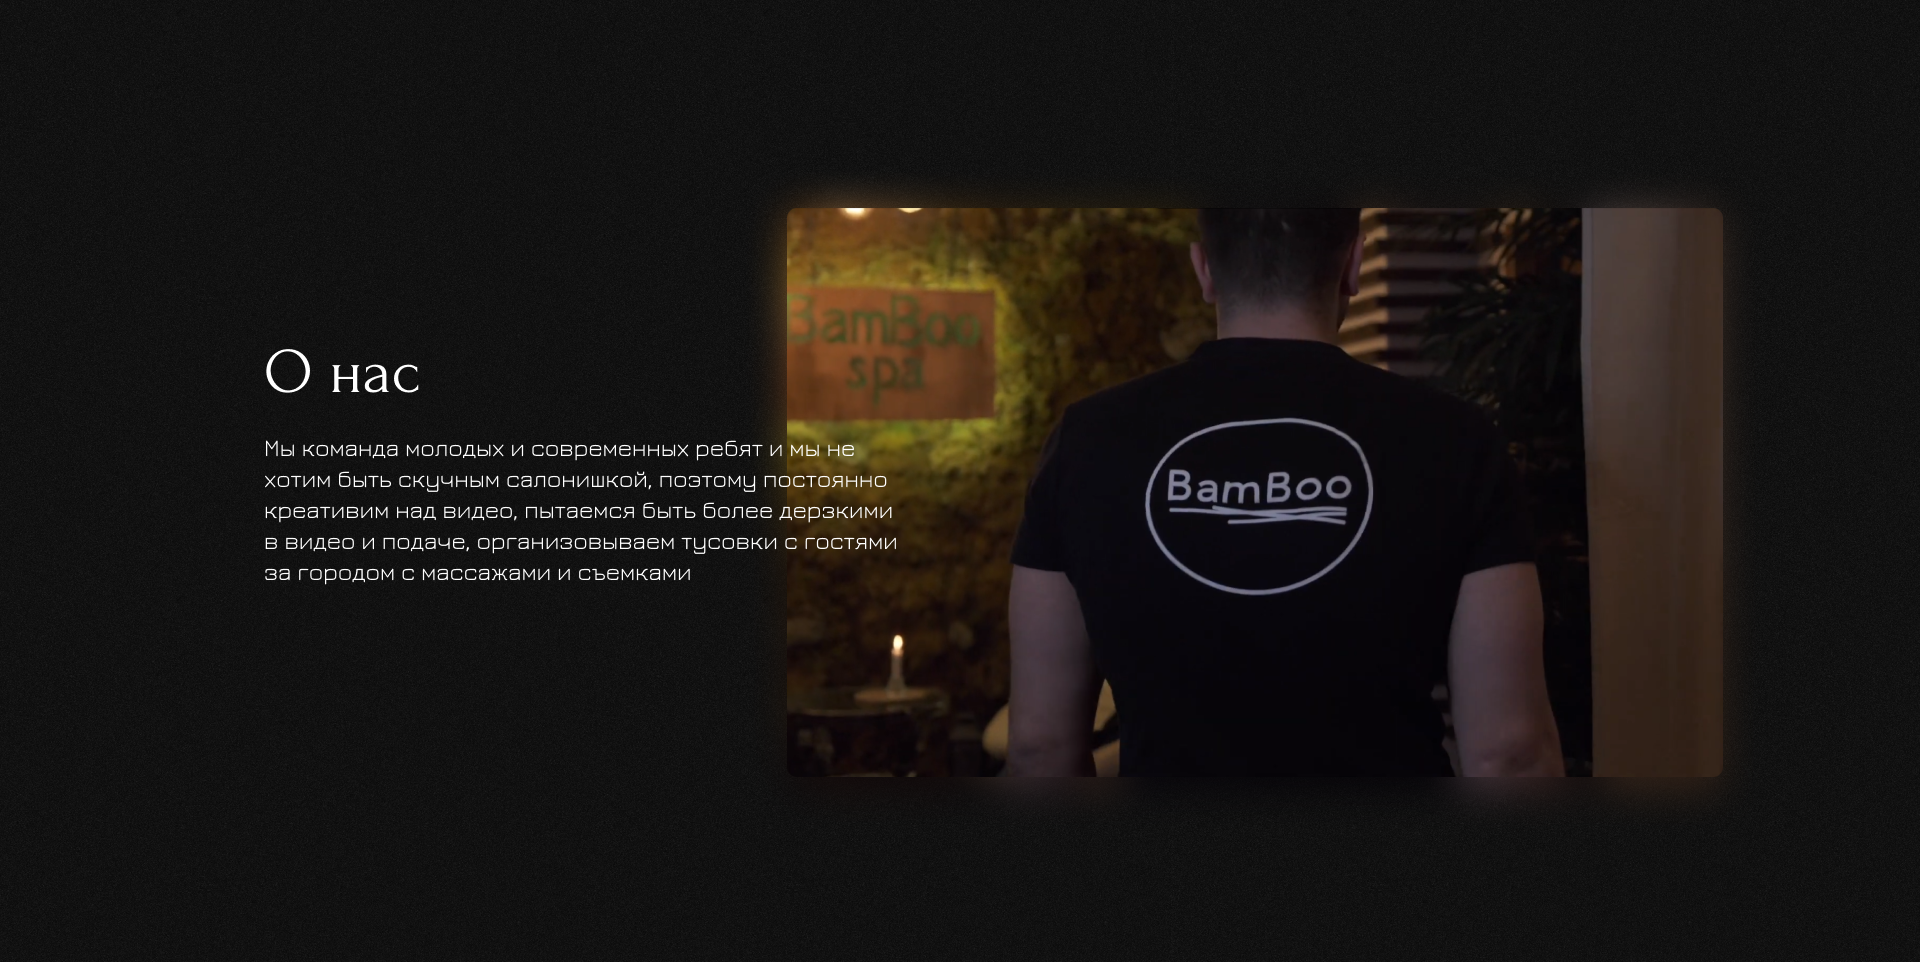 BamBoo
spa
О нас
Мы команда молодых и современных ребят и мы не
хотим быть скучным салонишкой, поэтому постоянно
креативим над видео, пытаемся быть более дерзкими
в видео и подаче, организовываем тусовки с гостями
за городом с массажами и съемками
BamBoo